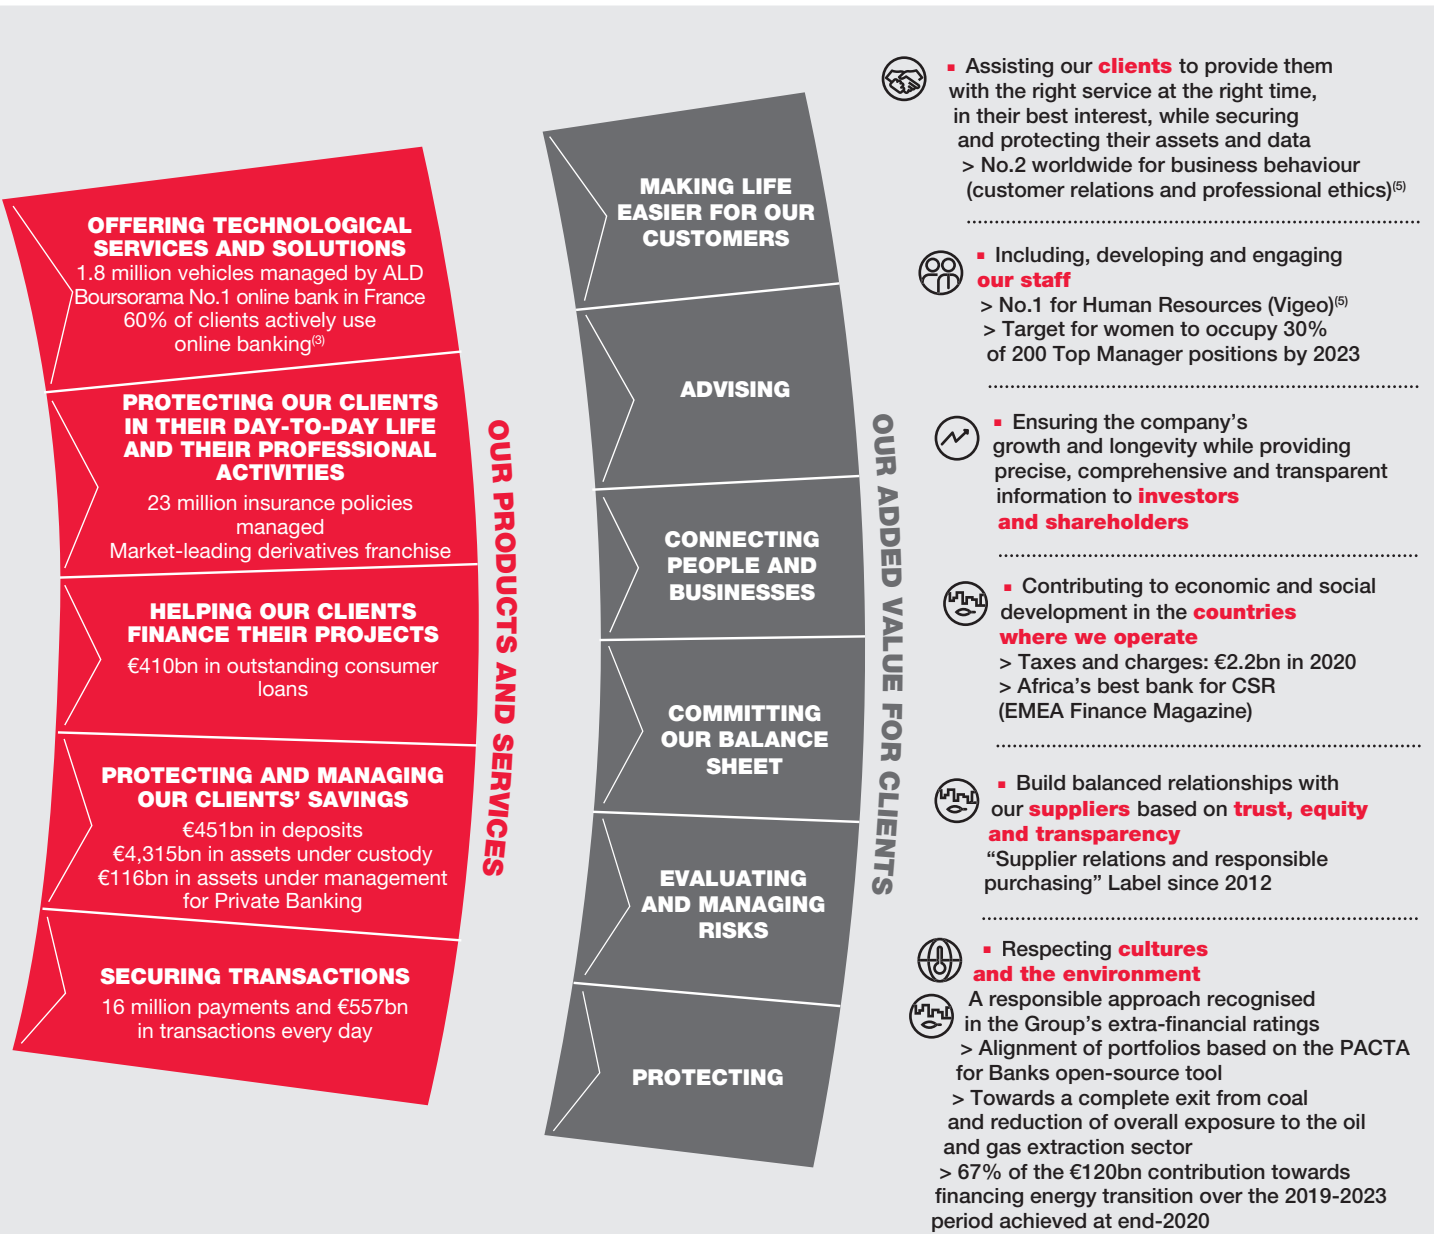 OFFERING TECHNOLOGICAL
SERVICES AND SOLUTIONS
1.8 million vehicles managed by ALD
Boursorama No.1 online bank in France
60% of clients actively use
online banking(3)
PROTECTING OUR CLIENTS
IN THEIR DAY-TO-DAY LIFE
AND THEIR PROFESSIONAL
ACTIVITIES
23 million insurance policies
managed
Market-leading derivatives franchise
HELPING OUR CLIENTS
FINANCE THEIR PROJECTS
€410bn in outstanding consumer
loans
PROTECTING AND MANAGING
OUR CLIENTS’ SAVINGS
€451bn in deposits
€4,315bn in assets under custody
€116bn in assets under management
for Private Banking
SECURING TRANSACTIONS
16 million payments and €557bn
in transactions every day
OUR PRODUCTS AND SERVICES
MAKING LIFE
EASIER FOR OUR
CUSTOMERS
ADVISING
CONNECTING
PEOPLE AND
BUSINESSES
COMMITTING
OUR BALANCE
SHEET
EVALUATING
AND MANAGING
RISKS
PROTECTING
OUR ADDED VALUE FOR CLIENTS
▪ Assisting our clients to provide them
with the right service at the right time,
in their best interest, while securing
and protecting their assets and data
> No.2 worldwide for business behaviour
(customer relations and professional ethics)(5)
▪ Including, developing and engaging
our staff
> No.1 for Human Resources (Vigeo)(5)
> Target for women to occupy 30%
of 200 Top Manager positions by 2023
▪ Ensuring the company’s
growth and longevity while providing
precise, comprehensive and transparent
information to investors
and shareholders
▪ Contributing to economic and social
development in the countries
where we operate
> Taxes and charges: €2.2bn in 2020
> Africa’s best bank for CSR
(EMEA Finance Magazine)
▪ Build balanced relationships with
our suppliers based on trust, equity
and transparency
“Supplier relations and responsible
purchasing” Label since 2012
▪ Respecting cultures
and the environment
A responsible approach recognised
in the Group’s extra-financial ratings
> Alignment of portfolios based on the PACTA
for Banks open-source tool
> Towards a complete exit from coal
and reduction of overall exposure to the oil
and gas extraction sector
> 67% of the €120bn contribution towards
financing energy transition over the 2019-2023
period achieved at end-2020